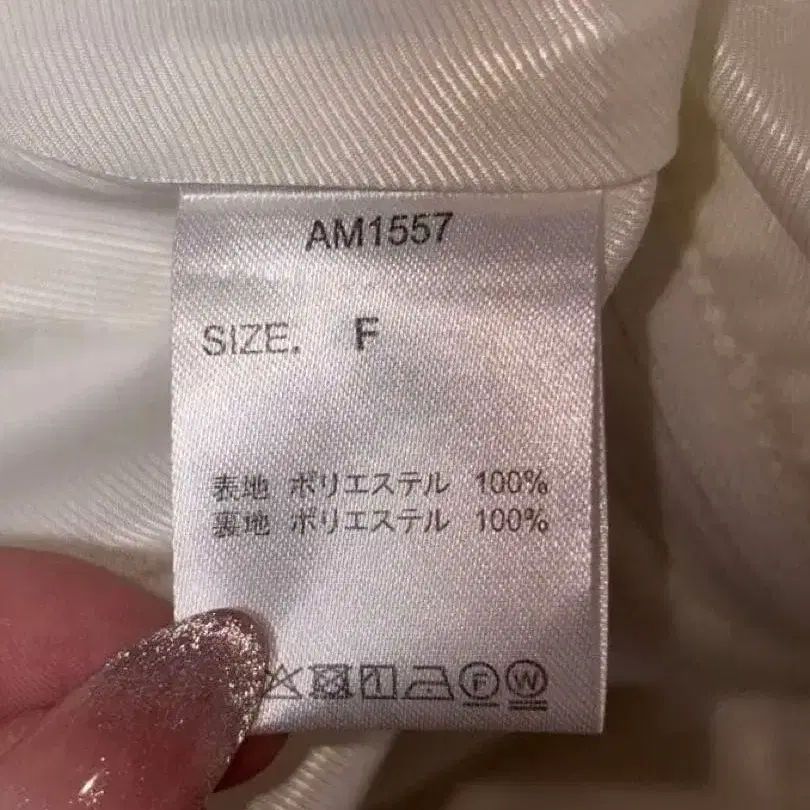 AM1557
SIZE. F
表地 ポリエステル 100%
裏地 ポリエステル 100%
F W